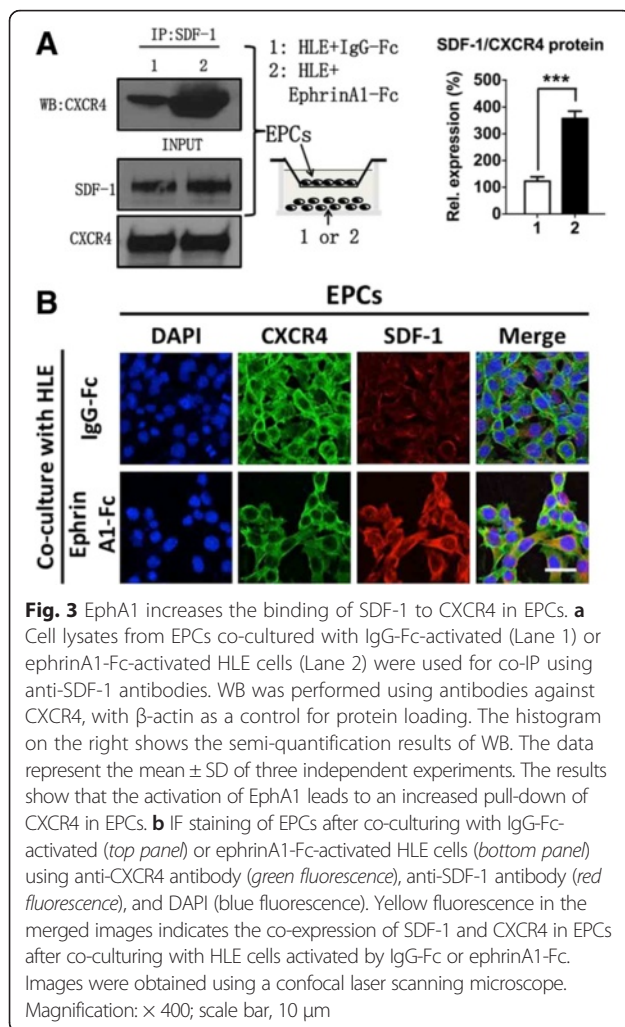 A
IP:SDF-1
1 2
WB:CXCR4
INPUT
SDF-1
CXCR4
1: HLE+IgG-Fc
2: HLE+
EphrinA1-Fc
EPCs
1 or 2
SDF-1/CXCR4 protein
Rel. expression (%)
500
400
300
200
100
0
***
1 2
B
EPCs
DAPI CXCR4 SDF-1 Merge
Co-culture with HLE
IgG-Fc
Ephrin
A1-Fc
Fig. 3 EphA1 increases the binding of SDF-1 to CXCR4 in EPCs. a
Cell lysates from EPCs co-cultured with IgG-Fc-activated (Lane 1) or
ephrinA1-Fc-activated HLE cells (Lane 2) were used for co-IP using
anti-SDF-1 antibodies. WB was performed using antibodies against
CXCR4, with β-actin as a control for protein loading. The histogram
on the right shows the semi-quantification results of WB. The data
represent the mean ± SD of three independent experiments. The results
show that the activation of EphA1 leads to an increased pull-down of
CXCR4 in EPCs. b IF staining of EPCs after co-culturing with IgG-Fc-
activated (top panel) or ephrinA1-Fc-activated HLE cells (bottom panel)
using anti-CXCR4 antibody (green fluorescence), anti-SDF-1 antibody (red
fluorescence), and DAPI (blue fluorescence). Yellow fluorescence in the
merged images indicates the co-expression of SDF-1 and CXCR4 in EPCs
after co-culturing with HLE cells activated by IgG-Fc or ephrinA1-Fc.
Images were obtained using a confocal laser scanning microscope.
Magnification: × 400; scale bar, 10 μm